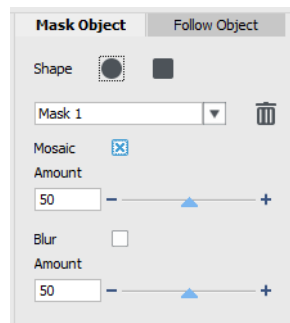 Mask Object Follow Object
Shape
Mask 1
Mosaic
Amount
50
Blur
Amount
50